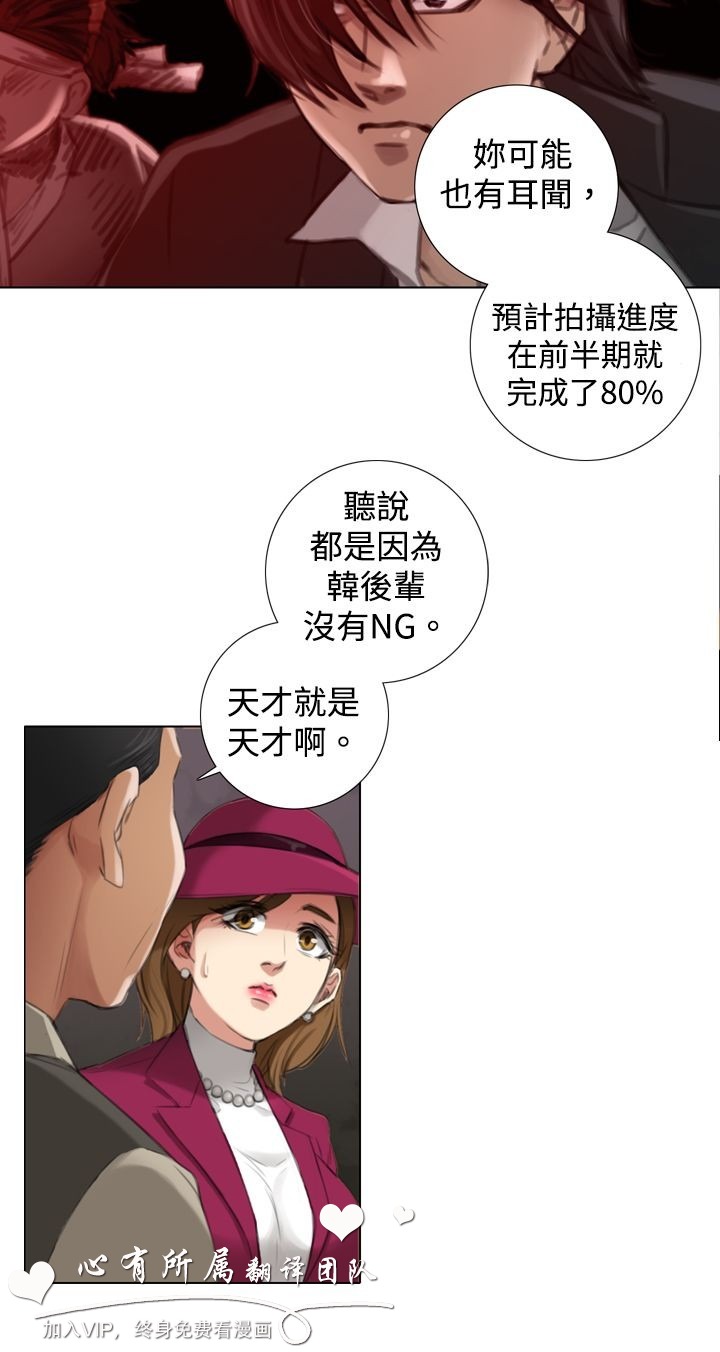 妳可能
也有耳聞，
預計拍攝進度
在前半期就
完成了80%
聽說
都是因為
韓後輩
沒有NG。
天才就是
天才啊。
心有所属翻译团队
加入VIP，终身免费看漫画